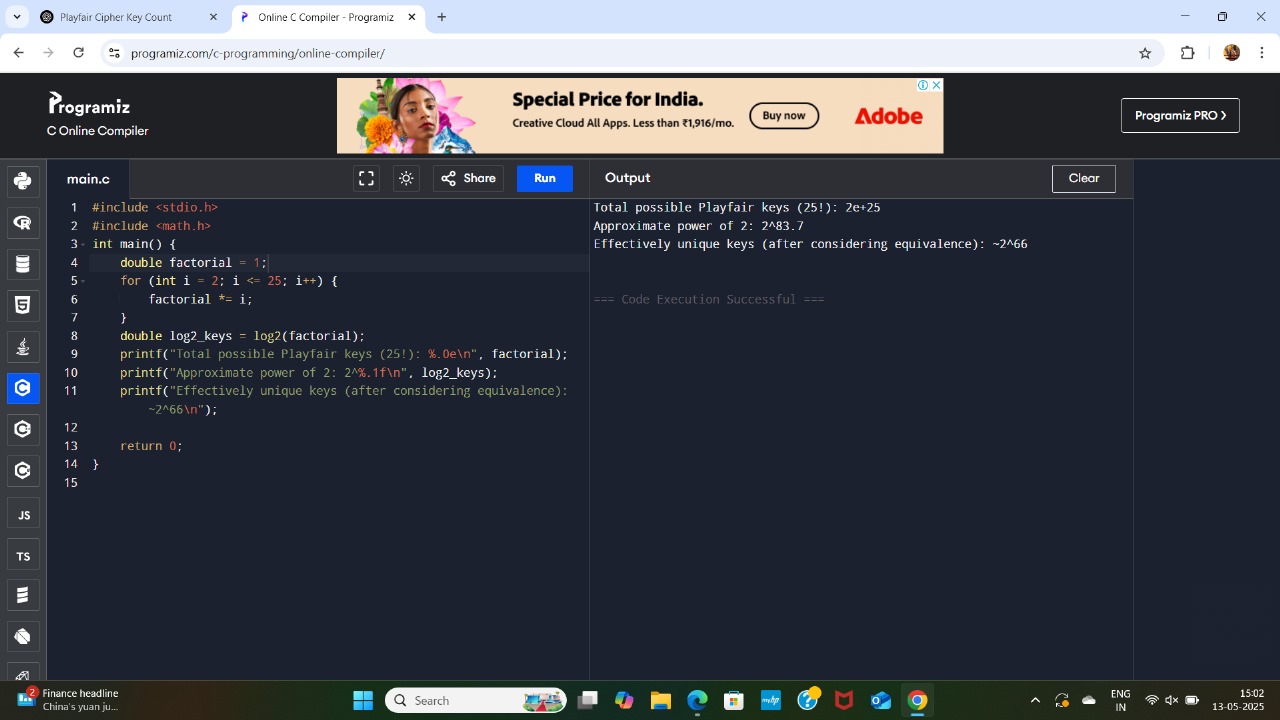 Playfair Cipher Key Count
Online C Compiler - Programiz
programiz.com/c-programming/online-compiler/
Programiz
C Online Compiler
Special Price for India.
Creative Cloud All Apps. Less than ₹1,916/mo.
Buy now
Adobe
Programiz PRO
main.c
Share
Run
Output
Clear
1 #include <stdio.h>
2 #include <math.h>
3 int main() {
4 double factorial = 1;
5 for (int i = 2; i <= 25; i++) {
6 factorial *= i;
7 }
8 double log2_keys = log2(factorial);
9 printf("Total possible Playfair keys (25!): %.0e\n", factorial);
10 printf("Approximate power of 2: 2^%.1f\n", log2_keys);
11 printf("Effectively unique keys (after considering equivalence):
~2^66\n");
12
13 return 0;
14 }
15
Total possible Playfair keys (25!): 2e+25
Approximate power of 2: 2^83.7
Effectively unique keys (after considering equivalence): ~2^66
=== Code Execution Successful ===
JS
TS
2
Finance headline
China's yuan ju...
Search
ENG
IN
15:02
13-05-2025